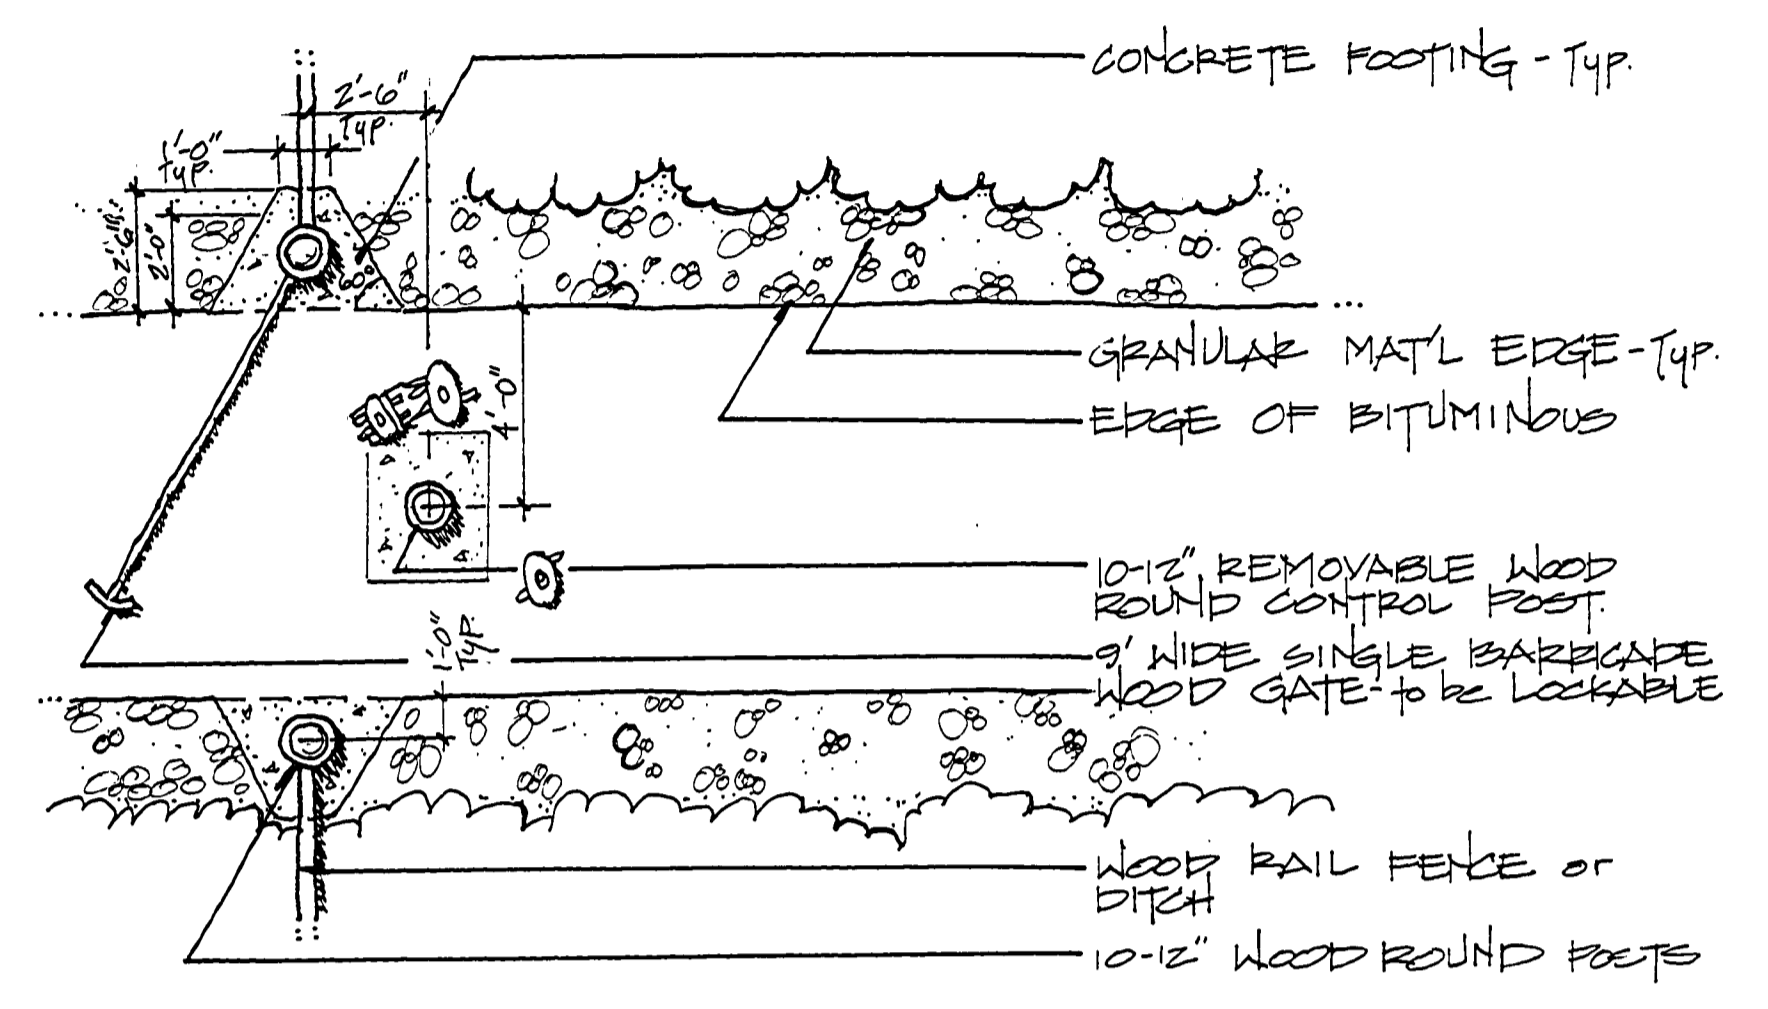 CONCRETE FOOTING - Typ.
2'-6"
Typ.
1'-0"
Typ.
2'-6"
2'-0"
60°
GRANULAR MAT'L EDGE - Typ.
EDGE OF BITUMINOUS
4'-0"
10-12" REMOVABLE WOOD
ROUND CONTROL POST.
1'-0"
TYP.
9' WIDE SINGLE BARRICADE
WOOD GATE - to be LOCKABLE
WOOD RAIL FENCE or
DITCH
10-12" WOOD ROUND POSTS